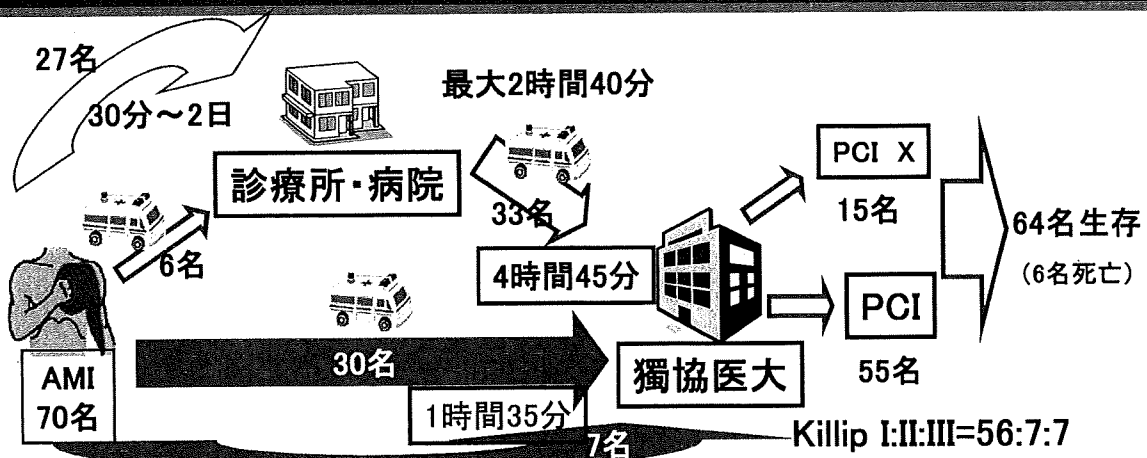 27名
30分～2日
最大2時間40分
診療所・病院
6名
33名
4時間45分
PCI X
15名
64名生存
(6名死亡)
PCI
55名
獨協医大
AMI
70名
30名
1時間35分
7名
Killip I:II:III=56:7:7